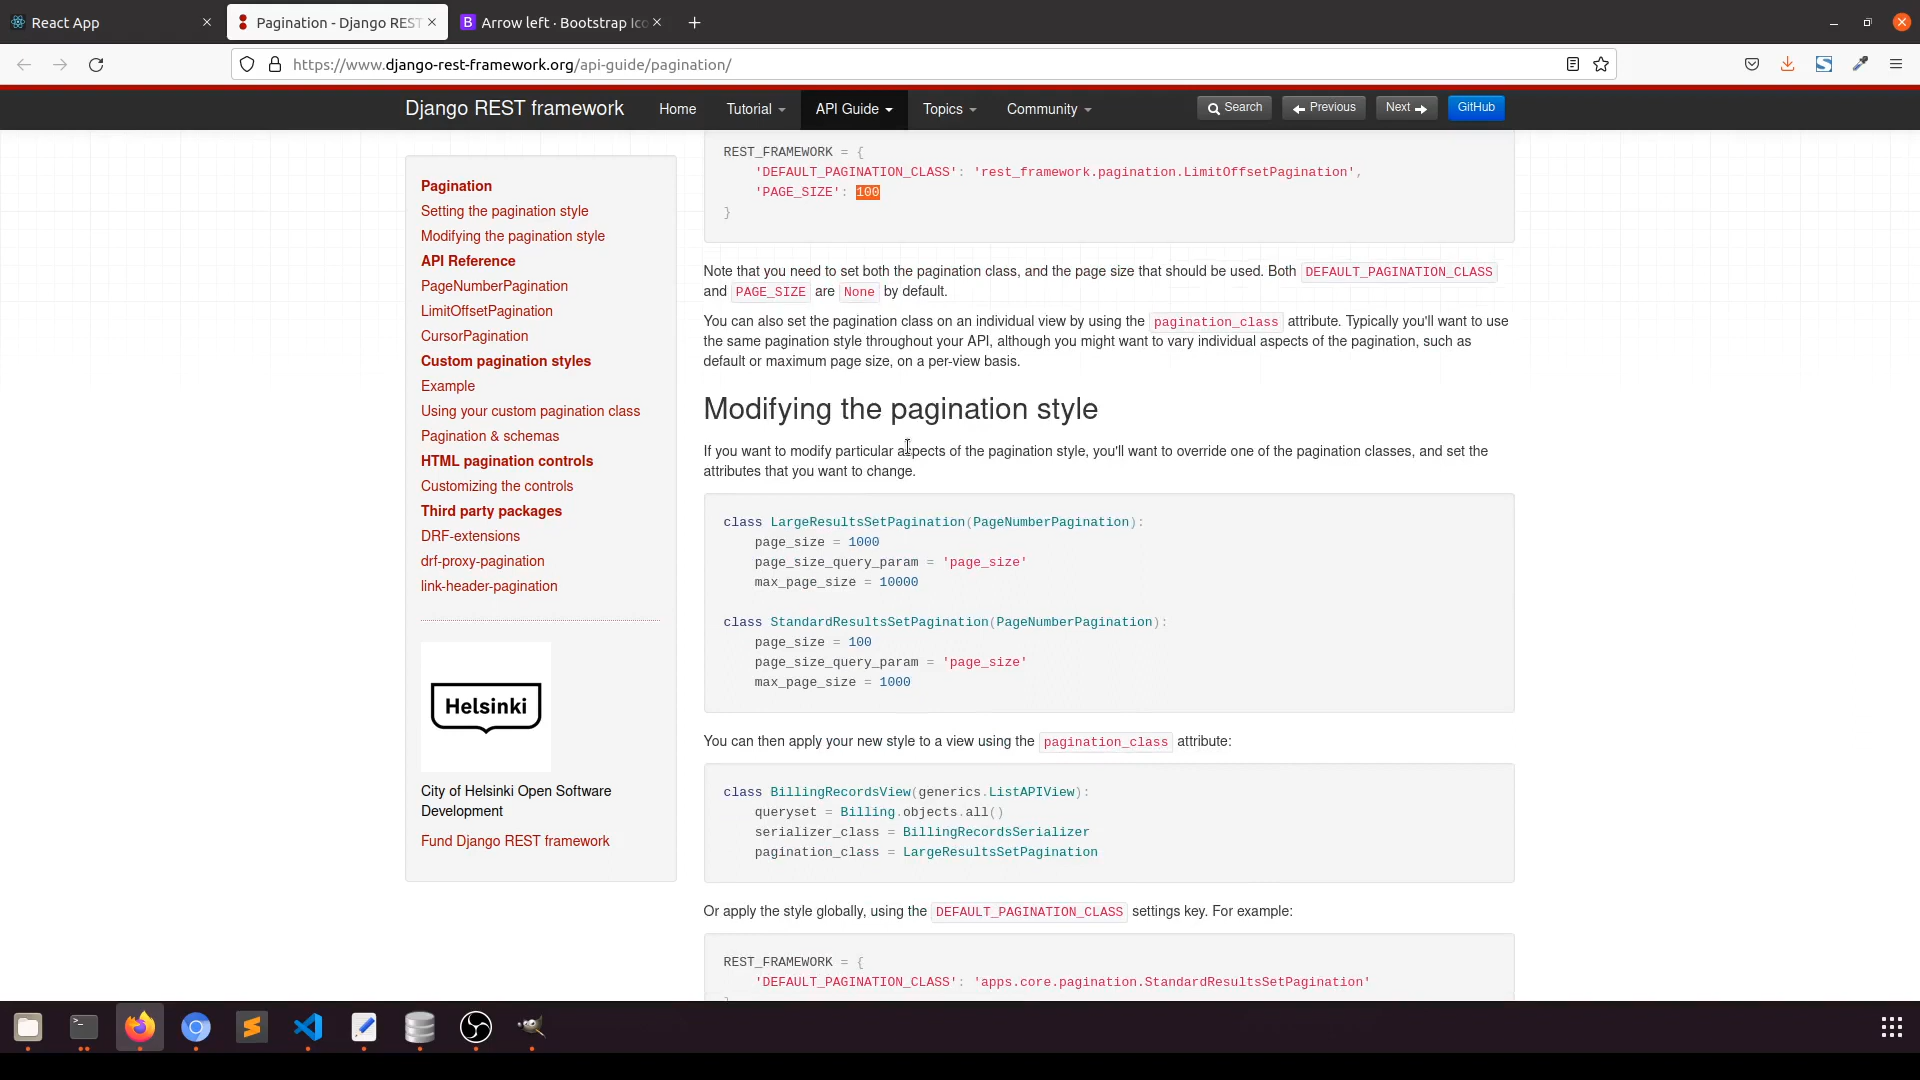 React App
Pagination - Django REST
B Arrow left · Bootstrap Ico
https://www.django-rest-framework.org/api-guide/pagination/
Django REST framework
Home
Tutorial
API Guide
Topics
Community
Search
Previous
Next
GitHub
Pagination
Setting the pagination style
Modifying the pagination style
API Reference
PageNumberPagination
LimitOffsetPagination
CursorPagination
Custom pagination styles
Example
Using your custom pagination class
Pagination & schemas
HTML pagination controls
Customizing the controls
Third party packages
DRF-extensions
drf-proxy-pagination
link-header-pagination
Helsinki
City of Helsinki Open Software
Development
Fund Django REST framework
REST_FRAMEWORK = {
'DEFAULT_PAGINATION_CLASS': 'rest_framework.pagination.LimitOffsetPagination',
'PAGE_SIZE': 100
}
Note that you need to set both the pagination class, and the page size that should be used. Both DEFAULT_PAGINATION_CLASS
and PAGE_SIZE are None by default.
You can also set the pagination class on an individual view by using the pagination_class attribute. Typically you'll want to use
the same pagination style throughout your API, although you might want to vary individual aspects of the pagination, such as
default or maximum page size, on a per-view basis.
Modifying the pagination style
If you want to modify particular aspects of the pagination style, you'll want to override one of the pagination classes, and set the
attributes that you want to change.
class LargeResultsSetPagination(PageNumberPagination):
page_size = 1000
page_size_query_param = 'page_size'
max_page_size = 10000
class StandardResultsSetPagination(PageNumberPagination):
page_size = 100
page_size_query_param = 'page_size'
max_page_size = 1000
You can then apply your new style to a view using the pagination_class attribute:
class BillingRecordsView(generics.ListAPIView):
queryset = Billing.objects.all()
serializer_class = BillingRecordsSerializer
pagination_class = LargeResultsSetPagination
Or apply the style globally, using the DEFAULT_PAGINATION_CLASS settings key. For example:
REST_FRAMEWORK = {
'DEFAULT_PAGINATION_CLASS': 'apps.core.pagination.StandardResultsSetPagination'